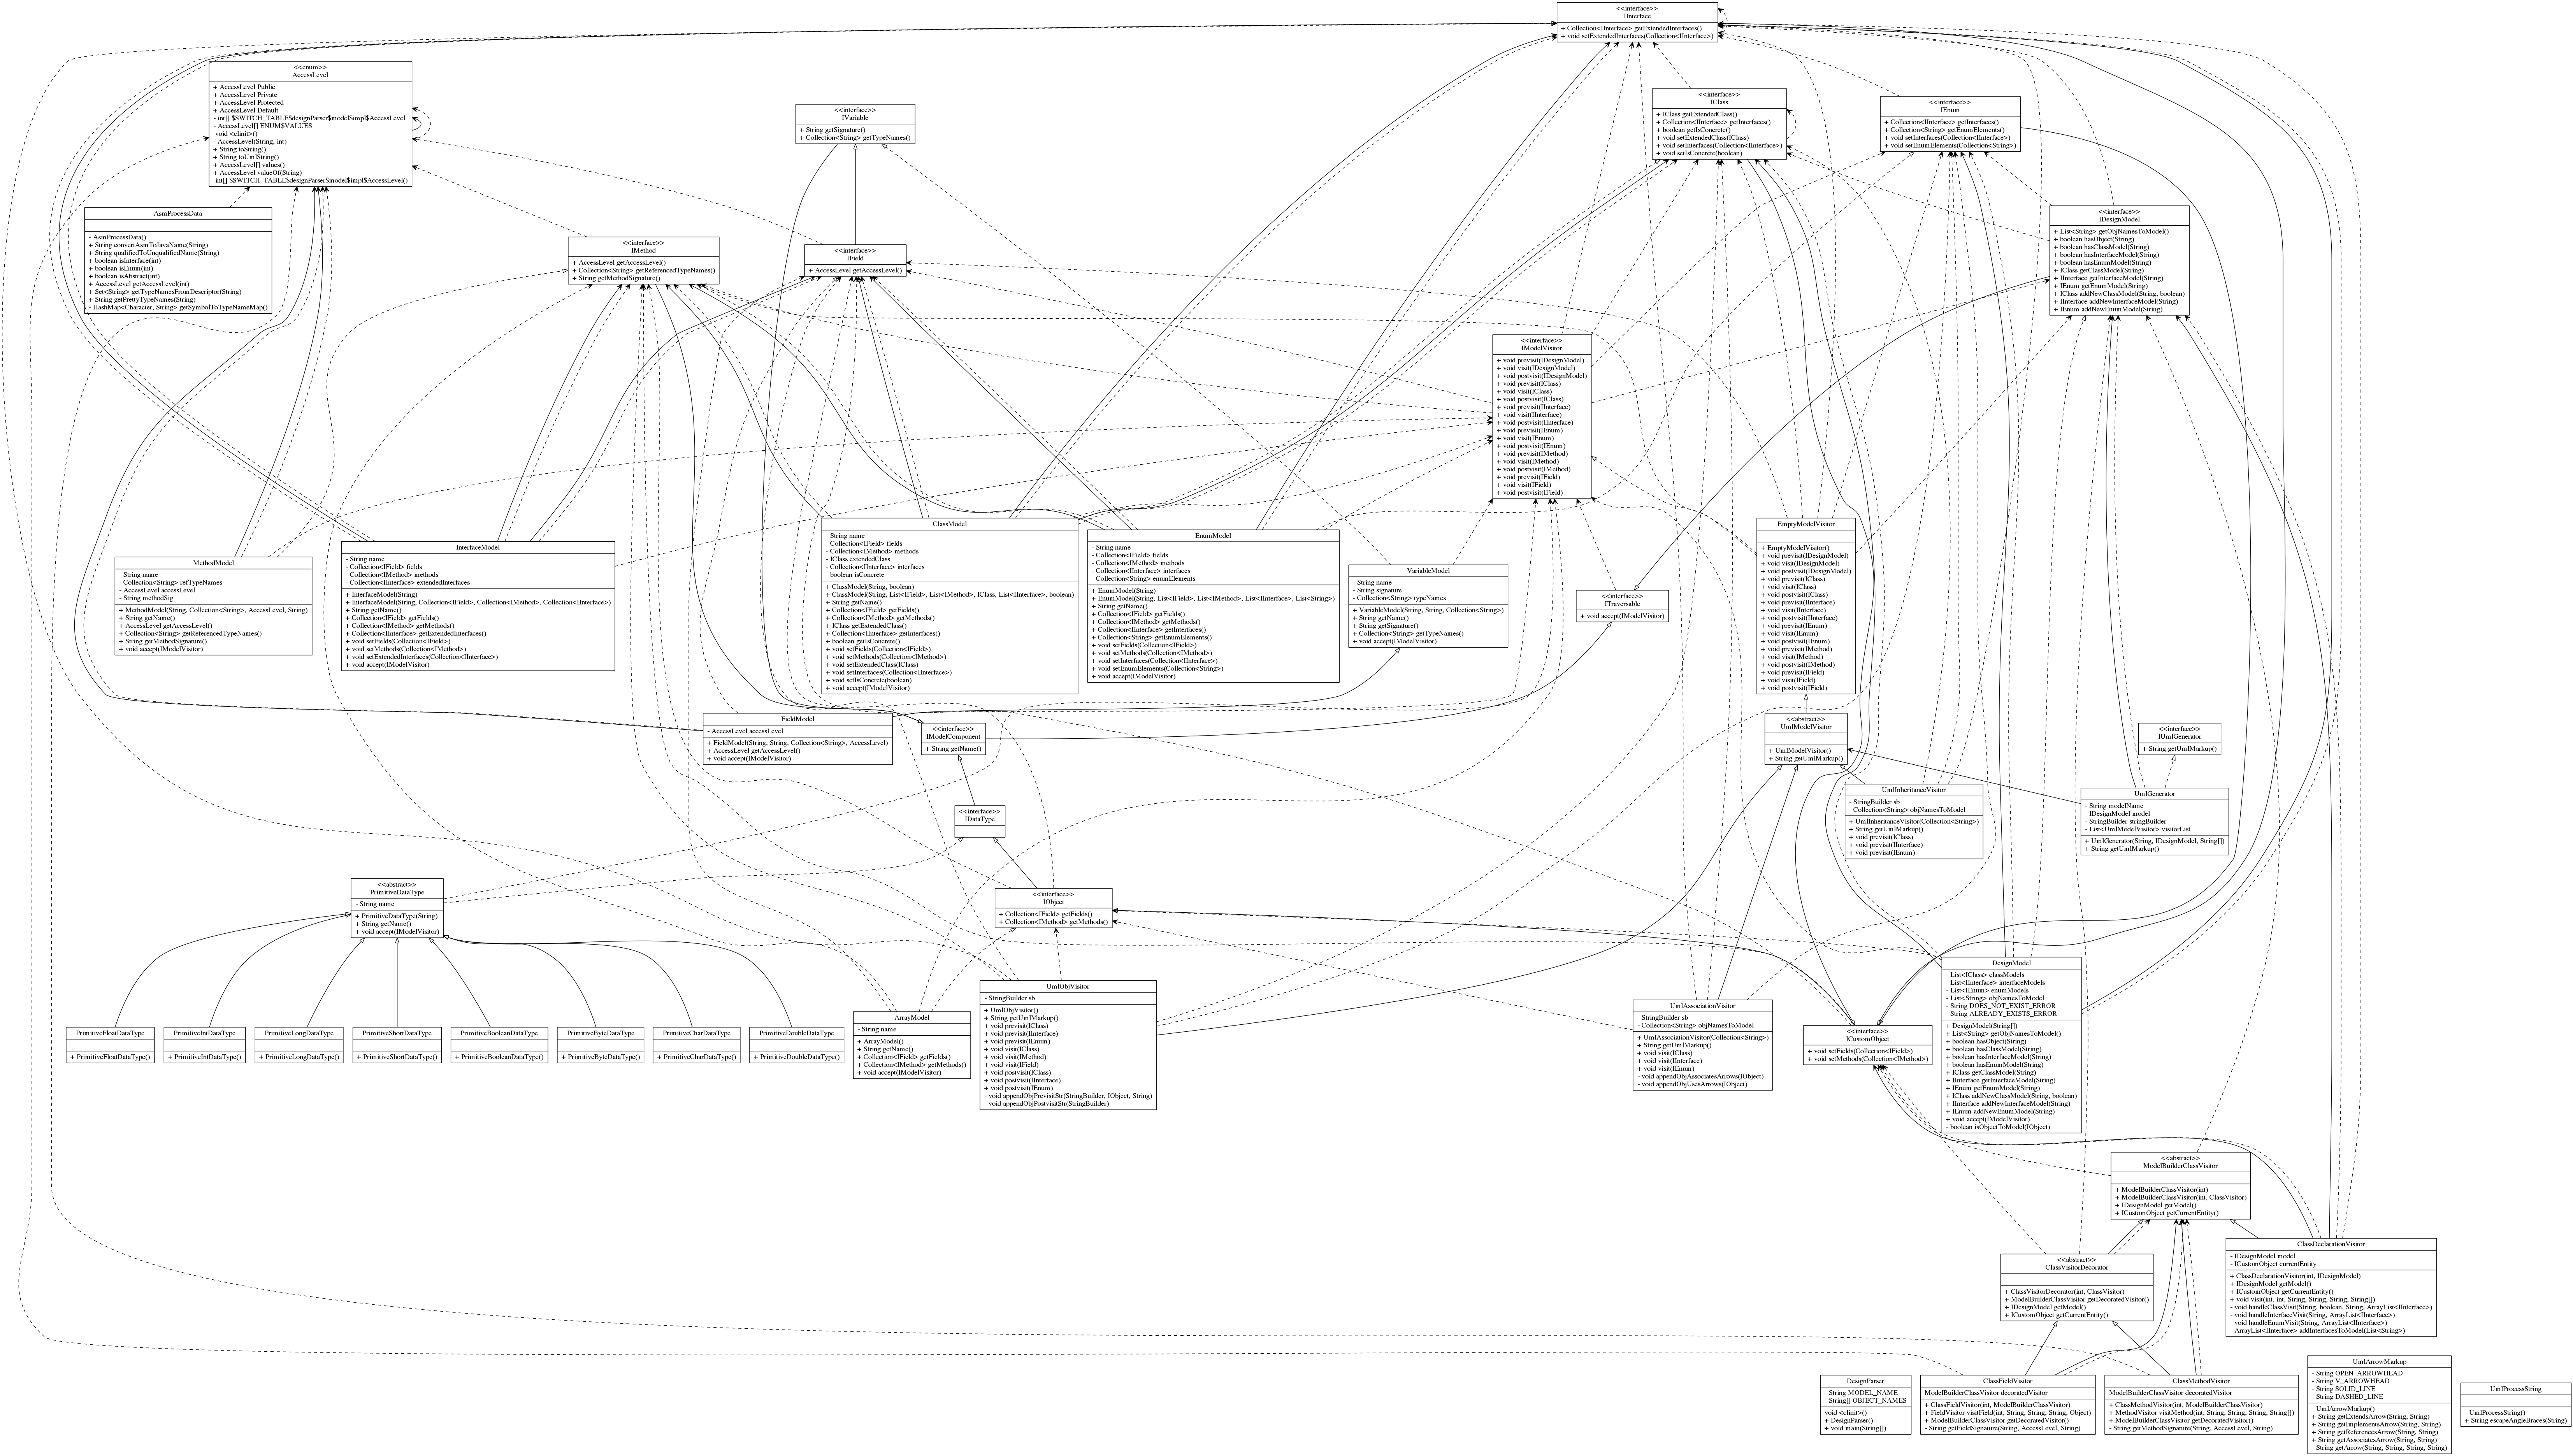 <<interface>>
IInterface
+ Collection<IInterface> getExtendedInterfaces()
+ void setExtendedInterfaces(Collection<IInterface>)
<<enum>>
AccessLevel
+ AccessLevel Public
+ AccessLevel Private
+ AccessLevel Protected
+ AccessLevel Default
- int[] $SWITCH_TABLE$designParser$model$impl$AccessLevel
- AccessLevel[] ENUM$VALUES
void <clinit>()
- AccessLevel(String, int)
+ String toString()
+ String toUmlString()
+ AccessLevel[] values()
+ AccessLevel valueOf(String)
int[] $SWITCH_TABLE$designParser$model$impl$AccessLevel()
<<interface>>
IVariable
+ String getSignature()
+ Collection<String> getTypeNames()
<<interface>>
IClass
+ IClass getExtendedClass()
+ Collection<IInterface> getInterfaces()
+ boolean getIsConcrete()
+ void setExtendedClass(IClass)
+ void setInterfaces(Collection<IInterface>)
+ void setIsConcrete(boolean)
<<interface>>
IEnum
+ Collection<IInterface> getInterfaces()
+ Collection<String> getEnumElements()
+ void setInterfaces(Collection<IInterface>)
+ void setEnumElements(Collection<String>)
AsmProcessData
- AsmProcessData()
+ String convertAsmToJavaName(String)
+ String qualifiedToUnqualifiedName(String)
+ boolean isInterface(int)
+ boolean isEnum(int)
+ boolean isAbstract(int)
+ AccessLevel getAccessLevel(int)
+ Set<String> getTypeNamesFromDescriptor(String)
+ String getPrettyTypeNames(String)
- HashMap<Character, String> getSymbolToTypeNameMap()
<<interface>>
IMethod
+ AccessLevel getAccessLevel()
+ Collection<String> getReferencedTypeNames()
+ String getMethodSignature()
<<interface>>
IField
+ AccessLevel getAccessLevel()
<<interface>>
IDesignModel
+ List<String> getObjNamesToModel()
+ boolean hasObject(String)
+ boolean hasClassModel(String)
+ boolean hasInterfaceModel(String)
+ boolean hasEnumModel(String)
+ IClass getClassModel(String)
+ IInterface getInterfaceModel(String)
+ IEnum getEnumModel(String)
+ IClass addNewClassModel(String, boolean)
+ IInterface addNewInterfaceModel(String)
+ IEnum addNewEnumModel(String)
<<interface>>
IModelVisitor
+ void previsit(IDesignModel)
+ void visit(IDesignModel)
+ void postvisit(IDesignModel)
+ void previsit(IClass)
+ void visit(IClass)
+ void postvisit(IClass)
+ void previsit(IInterface)
+ void visit(IInterface)
+ void postvisit(IInterface)
+ void previsit(IEnum)
+ void visit(IEnum)
+ void postvisit(IEnum)
+ void previsit(IMethod)
+ void visit(IMethod)
+ void postvisit(IMethod)
+ void previsit(IField)
+ void visit(IField)
+ void postvisit(IField)
MethodModel
- String name
- Collection<String> refTypeNames
- AccessLevel accessLevel
- String methodSig
+ MethodModel(String, Collection<String>, AccessLevel, String)
+ String getName()
+ AccessLevel getAccessLevel()
+ Collection<String> getReferencedTypeNames()
+ String getMethodSignature()
+ void accept(IModelVisitor)
InterfaceModel
- String name
- Collection<IField> fields
- Collection<IMethod> methods
- Collection<IInterface> extendedInterfaces
+ InterfaceModel(String)
+ InterfaceModel(String, Collection<IField>, Collection<IMethod>, Collection<IInterface>)
+ String getName()
+ Collection<IField> getFields()
+ Collection<IMethod> getMethods()
+ Collection<IInterface> getExtendedInterfaces()
+ void setFields(Collection<IField>)
+ void setMethods(Collection<IMethod>)
+ void setExtendedInterfaces(Collection<IInterface>)
+ void accept(IModelVisitor)
ClassModel
- String name
- Collection<IField> fields
- Collection<IMethod> methods
- IClass extendedClass
- Collection<IInterface> interfaces
- boolean isConcrete
+ ClassModel(String, boolean)
+ ClassModel(String, List<IField>, List<IMethod>, IClass, List<IInterface>, boolean)
+ String getName()
+ Collection<IField> getFields()
+ Collection<IMethod> getMethods()
+ IClass getExtendedClass()
+ Collection<IInterface> getInterfaces()
+ boolean getIsConcrete()
+ void setFields(Collection<IField>)
+ void setMethods(Collection<IMethod>)
+ void setExtendedClass(IClass)
+ void setInterfaces(Collection<IInterface>)
+ void setIsConcrete(boolean)
+ void accept(IModelVisitor)
EnumModel
- String name
- Collection<IField> fields
- Collection<IMethod> methods
- Collection<IInterface> interfaces
- Collection<String> enumElements
+ EnumModel(String)
+ EnumModel(String, List<IField>, List<IMethod>, List<IInterface>, List<String>)
+ String getName()
+ Collection<IField> getFields()
+ Collection<IMethod> getMethods()
+ Collection<IInterface> getInterfaces()
+ Collection<String> getEnumElements()
+ void setFields(Collection<IField>)
+ void setMethods(Collection<IMethod>)
+ void setInterfaces(Collection<IInterface>)
+ void setEnumElements(Collection<String>)
+ void accept(IModelVisitor)
VariableModel
- String name
- String signature
- Collection<String> typeNames
+ VariableModel(String, String, Collection<String>)
+ String getName()
+ String getSignature()
+ Collection<String> getTypeNames()
+ void accept(IModelVisitor)
<<interface>>
ITraversable
+ void accept(IModelVisitor)
EmptyModelVisitor
+ EmptyModelVisitor()
+ void previsit(IDesignModel)
+ void visit(IDesignModel)
+ void postvisit(IDesignModel)
+ void previsit(IClass)
+ void visit(IClass)
+ void postvisit(IClass)
+ void previsit(IInterface)
+ void visit(IInterface)
+ void postvisit(IInterface)
+ void previsit(IEnum)
+ void visit(IEnum)
+ void postvisit(IEnum)
+ void previsit(IMethod)
+ void visit(IMethod)
+ void postvisit(IMethod)
+ void previsit(IField)
+ void visit(IField)
+ void postvisit(IField)
FieldModel
- AccessLevel accessLevel
+ FieldModel(String, String, Collection<String>, AccessLevel)
+ AccessLevel getAccessLevel()
+ void accept(IModelVisitor)
<<interface>>
IModelComponent
+ String getName()
<<abstract>>
UmlModelVisitor
+ UmlModelVisitor()
+ String getUmlMarkup()
<<interface>>
IUmlGenerator
+ String getUmlMarkup()
<<interface>>
IDataType
UmlInheritanceVisitor
- StringBuilder sb
- Collection<String> objNamesToModel
+ UmlInheritanceVisitor(Collection<String>)
+ String getUmlMarkup()
+ void previsit(IClass)
+ void previsit(IInterface)
+ void previsit(IEnum)
UmlGenerator
- String modelName
- IDesignModel model
- StringBuilder stringBuilder
- List<UmlModelVisitor> visitorList
+ UmlGenerator(String, IDesignModel, String[])
+ String getUmlMarkup()
<<abstract>>
PrimitiveDataType
- String name
+ PrimitiveDataType(String)
+ String getName()
+ void accept(IModelVisitor)
<<interface>>
IObject
+ Collection<IField> getFields()
+ Collection<IMethod> getMethods()
PrimitiveFloatDataType
+ PrimitiveFloatDataType()
PrimitiveIntDataType
+ PrimitiveIntDataType()
PrimitiveLongDataType
+ PrimitiveLongDataType()
PrimitiveShortDataType
+ PrimitiveShortDataType()
PrimitiveBooleanDataType
+ PrimitiveBooleanDataType()
PrimitiveByteDataType
+ PrimitiveByteDataType()
PrimitiveCharDataType
+ PrimitiveCharDataType()
PrimitiveDoubleDataType
+ PrimitiveDoubleDataType()
ArrayModel
- String name
+ ArrayModel()
+ String getName()
+ Collection<IField> getFields()
+ Collection<IMethod> getMethods()
+ void accept(IModelVisitor)
UmlObjVisitor
- StringBuilder sb
+ UmlObjVisitor()
+ String getUmlMarkup()
+ void previsit(IClass)
+ void previsit(IInterface)
+ void previsit(IEnum)
+ void visit(IClass)
+ void visit(IMethod)
+ void visit(IField)
+ void postvisit(IClass)
+ void postvisit(IInterface)
+ void postvisit(IEnum)
- void appendObjPrevisitStr(StringBuilder, IObject, String)
- void appendObjPostvisitStr(StringBuilder)
UmlAssociationVisitor
- StringBuilder sb
- Collection<String> objNamesToModel
+ UmlAssociationVisitor(Collection<String>)
+ String getUmlMarkup()
+ void visit(IClass)
+ void visit(IInterface)
+ void visit(IEnum)
- void appendObjAssociatesArrows(IObject)
- void appendObjUsesArrows(IObject)
<<interface>>
ICustomObject
+ void setFields(Collection<IField>)
+ void setMethods(Collection<IMethod>)
DesignModel
- List<IClass> classModels
- List<IInterface> interfaceModels
- List<IEnum> enumModels
- List<String> objNamesToModel
- String DOES_NOT_EXIST_ERROR
- String ALREADY_EXISTS_ERROR
+ DesignModel(String[])
+ List<String> getObjNamesToModel()
+ boolean hasObject(String)
+ boolean hasClassModel(String)
+ boolean hasInterfaceModel(String)
+ boolean hasEnumModel(String)
+ IClass getClassModel(String)
+ IInterface getInterfaceModel(String)
+ IEnum getEnumModel(String)
+ IClass addNewClassModel(String, boolean)
+ IInterface addNewInterfaceModel(String)
+ IEnum addNewEnumModel(String)
+ void accept(IModelVisitor)
- boolean isObjectToModel(IObject)
<<abstract>>
ModelBuilderClassVisitor
+ ModelBuilderClassVisitor(int)
+ ModelBuilderClassVisitor(int, ClassVisitor)
+ IDesignModel getModel()
+ ICustomObject getCurrentEntity()
<<abstract>>
ClassVisitorDecorator
+ ClassVisitorDecorator(int, ClassVisitor)
+ ModelBuilderClassVisitor getDecoratedVisitor()
+ IDesignModel getModel()
+ ICustomObject getCurrentEntity()
ClassDeclarationVisitor
- IDesignModel model
- ICustomObject currentEntity
+ ClassDeclarationVisitor(int, IDesignModel)
+ IDesignModel getModel()
+ ICustomObject getCurrentEntity()
+ void visit(int, int, String, String, String, String[])
- void handleClassVisit(String, boolean, String, ArrayList<IInterface>)
- void handleInterfaceVisit(String, ArrayList<IInterface>)
- void handleEnumVisit(String, ArrayList<IInterface>)
- ArrayList<IInterface> addInterfacesToModel(List<String>)
DesignParser
- String MODEL_NAME
- String[] OBJECT_NAMES
void <clinit>()
+ DesignParser()
+ void main(String[])
ClassFieldVisitor
ModelBuilderClassVisitor decoratedVisitor
+ ClassFieldVisitor(int, ModelBuilderClassVisitor)
+ FieldVisitor visitField(int, String, String, String, Object)
+ ModelBuilderClassVisitor getDecoratedVisitor()
- String getFieldSignature(String, AccessLevel, String)
ClassMethodVisitor
ModelBuilderClassVisitor decoratedVisitor
+ ClassMethodVisitor(int, ModelBuilderClassVisitor)
+ MethodVisitor visitMethod(int, String, String, String, String[])
+ ModelBuilderClassVisitor getDecoratedVisitor()
- String getMethodSignature(String, AccessLevel, String)
UmlArrowMarkup
- String OPEN_ARROWHEAD
- String V_ARROWHEAD
- String SOLID_LINE
- String DASHED_LINE
- UmlArrowMarkup()
+ String getExtendsArrow(String, String)
+ String getImplementsArrow(String, String)
+ String getReferencesArrow(String, String)
+ String getAssociatesArrow(String, String)
- String getArrow(String, String, String, String)
UmlProcessString
- UmlProcessString()
+ String escapeAngleBraces(String)